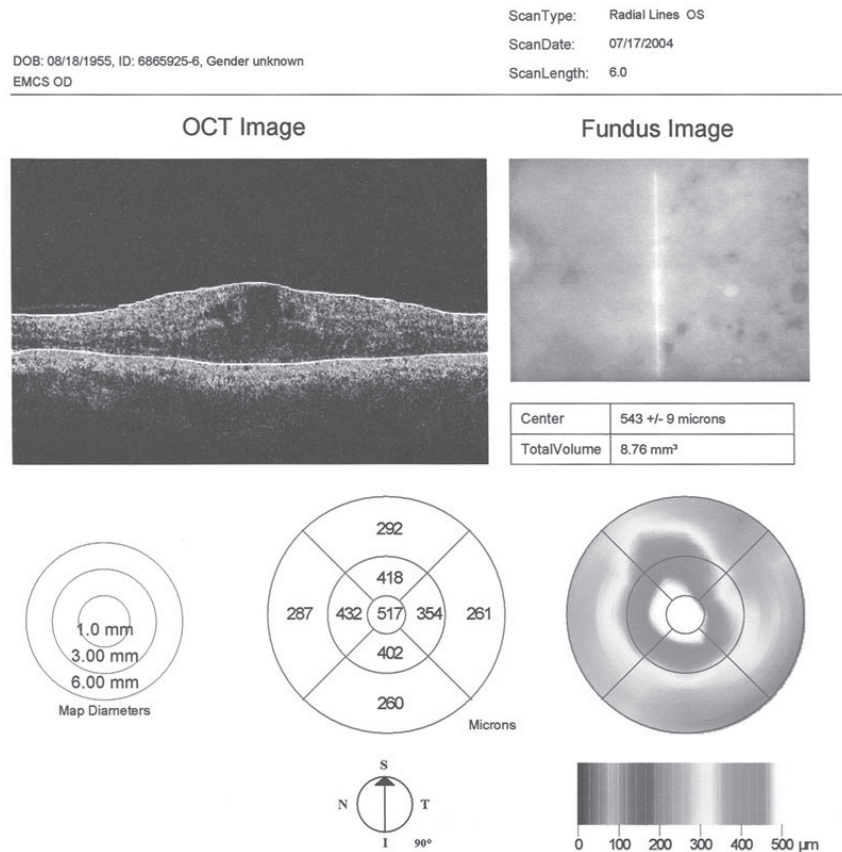 ScanType: Radial Lines OS
ScanDate: 07/17/2004
ScanLength: 6.0
DOB: 08/18/1955, ID: 6865925-6, Gender unknown
EMCS OD
OCT Image
Fundus Image
Center 543 +/- 9 microns
TotalVolume 8.76 mm³
1.0 mm
3.00 mm
6.00 mm
Map Diameters
292
418
287 432 517 354 261
402
260
Microns
S
N T
I 90°
0 100 200 300 400 500 µm